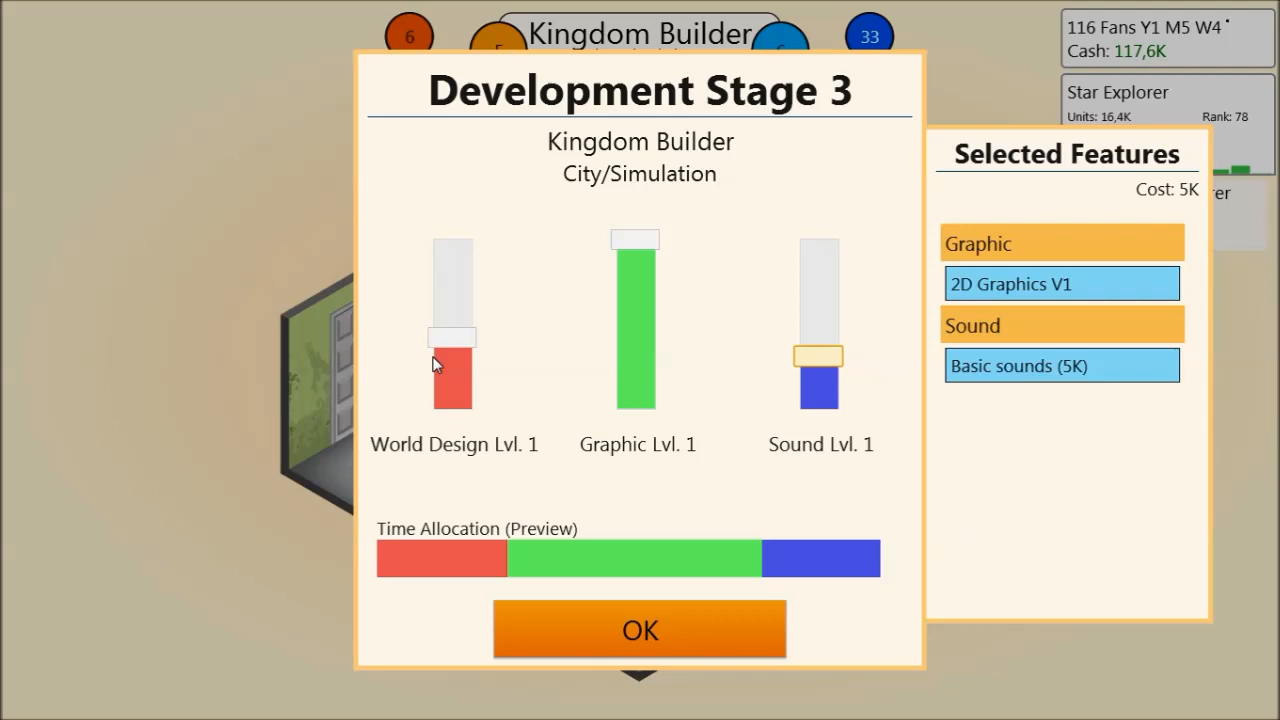 6
Kingdom Builder
33
116 Fans Y1 M5 W4
Cash: 117,6K
Star Explorer
Units: 16,4K Rank: 78
Development Stage 3
Kingdom Builder
City/Simulation
Selected Features
Cost: 5K
Graphic
2D Graphics V1
Sound
Basic sounds (5K)
World Design Lvl. 1
Graphic Lvl. 1
Sound Lvl. 1
Time Allocation (Preview)
OK